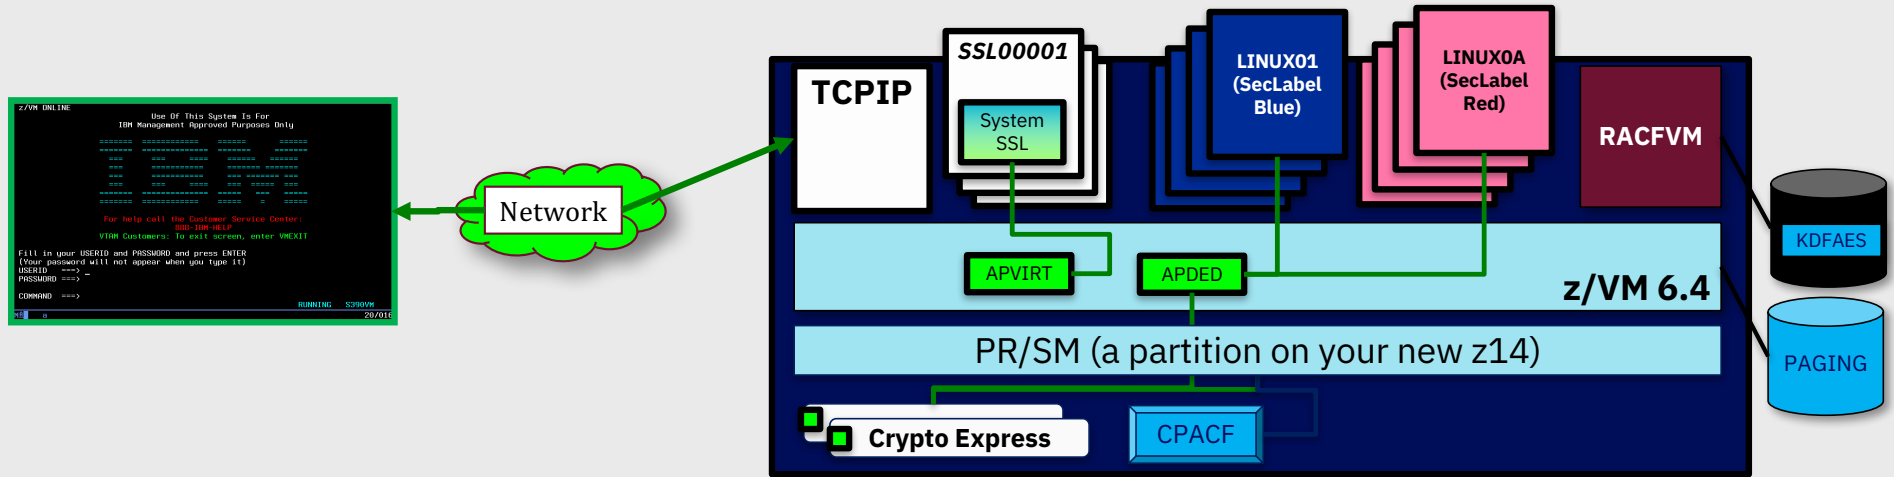 z/VM ONLINE
Use Of This System Is For
IBM Management Approved Purposes Only
For help call the Customer Service Center:
VTAM Customers: To exit screen, enter VMEXIT
Fill in your USERID and PASSWORD and press ENTER
(Your password will not appear when you type it)
USERID ===> _
PASSWORD ===>
COMMAND ===>
RUNNING S390VM
a
20/016
Network
TCPIP
SSL00001
System
SSL
LINUX01
(SecLabel
Blue)
LINUX0A
(SecLabel
Red)
RACFVM
KDFAES
APVIRT
APDED
z/VM 6.4
PR/SM (a partition on your new z14)
PAGING
Crypto Express
CPACF